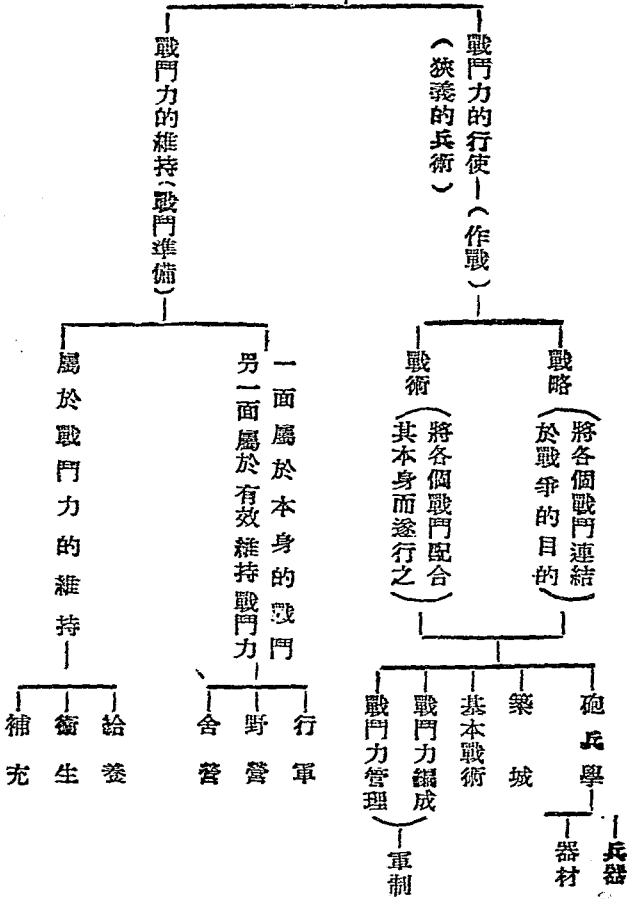 戰鬥力的行使—(作戰)
(狹義的兵術)
戰略
(將各個戰鬥連結
於戰爭的目的)
戰術
(將各個戰鬥配合
其本身而遂行之)
砲兵學
兵器
器材
築城
基本戰術
戰鬥力編成
戰鬥力管理
軍制
戰鬥力的維持(戰鬥準備)
一面屬於本身的戰鬥
另一面屬於有效維持戰鬥力
行軍
野營
舍營
屬於戰鬥力的維持
給養
衛生
補充